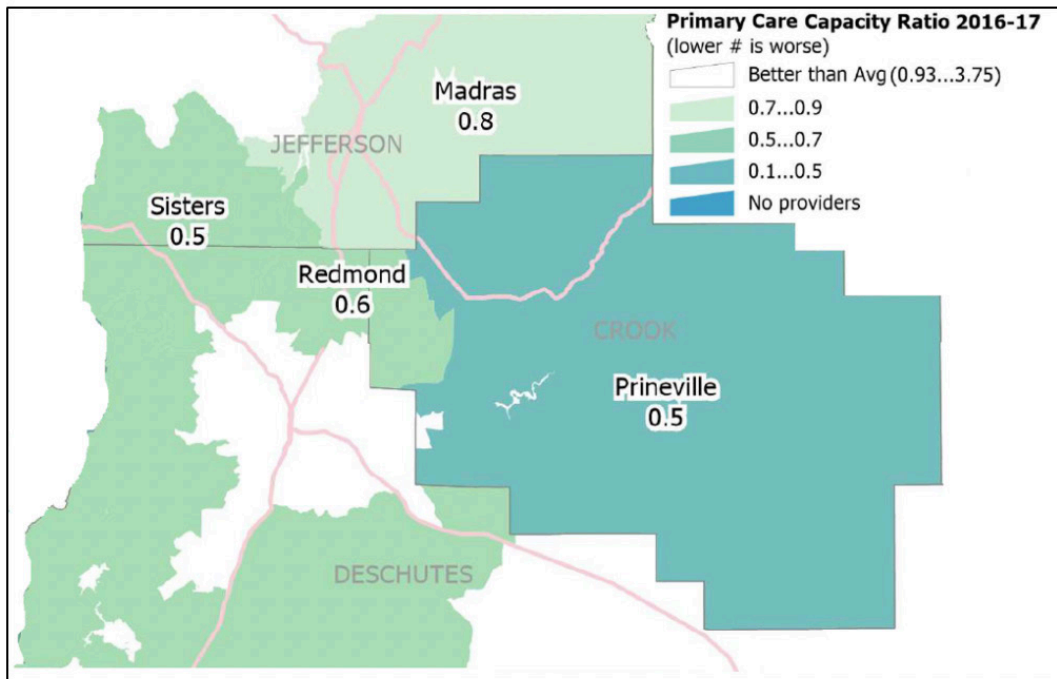 Primary Care Capacity Ratio 2016-17
(lower # is worse)
Better than Avg (0.93...3.75)
0.7...0.9
0.5...0.7
0.1...0.5
No providers
Madras
0.8
JEFFERSON
Sisters
0.5
Redmond
0.6
CROOK
Prineville
0.5
DESCHUTES